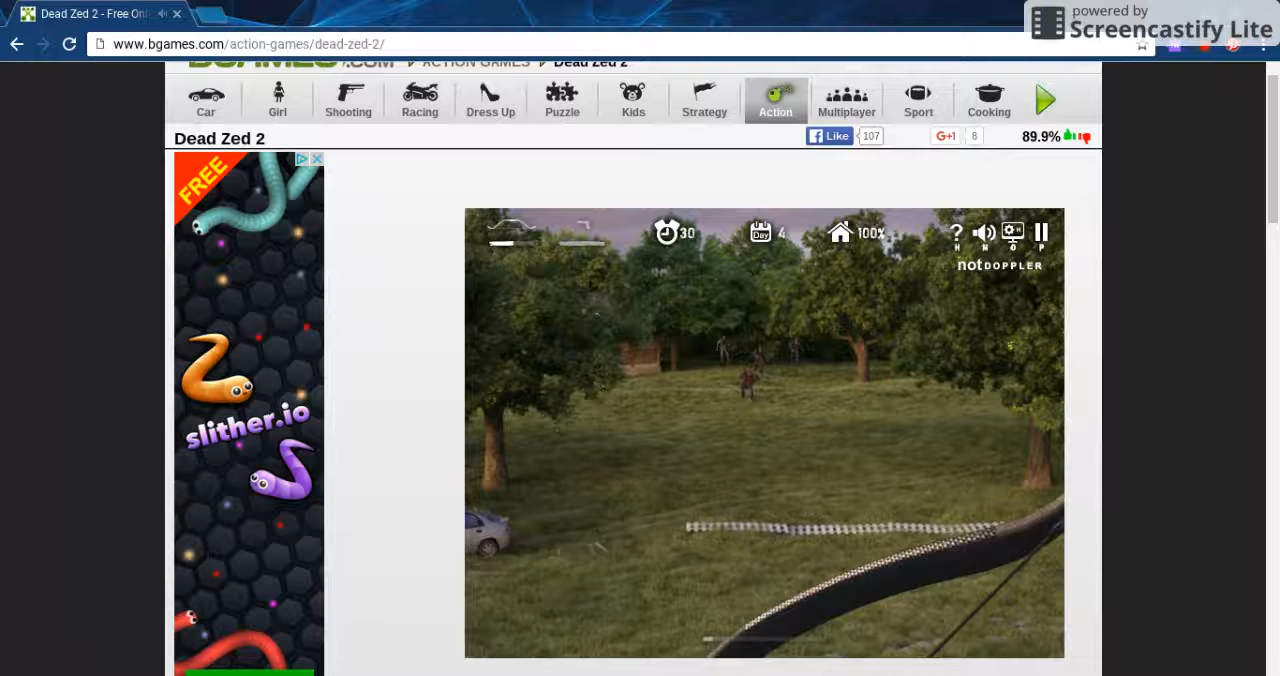 Dead Zed 2 - Free Onl
powered by
Screencastify Lite
www.bgames.com/action-games/dead-zed-2/
BGAMES.COM ACTION GAMES Dead Zed 2
Car Girl Shooting Racing Dress Up Puzzle Kids Strategy Action Multiplayer Sport Cooking
Dead Zed 2
Like 107
G+1 8
89.9%
FREE
slither.io
30
Day 4
100%
?
H M O P
notDOPPLER